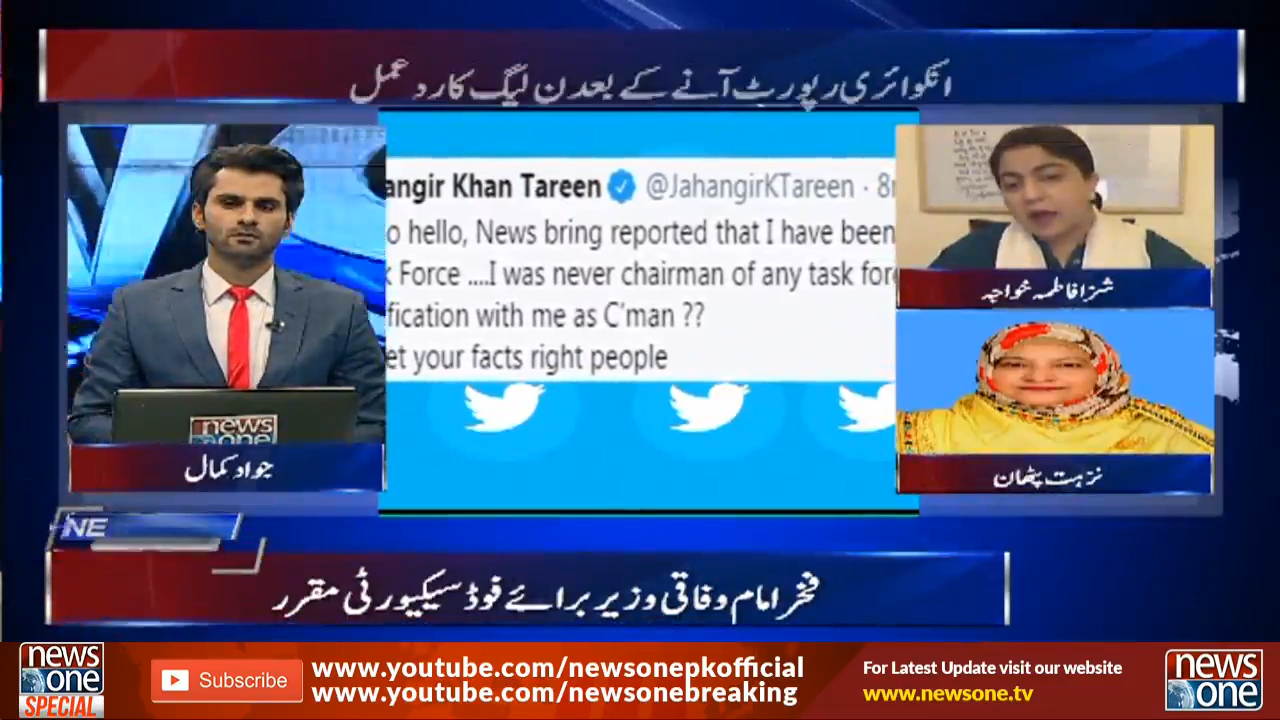 انکوائری رپورٹ آنے کے بعد ن لیگ کا رد عمل
angir Khan Tareen @JahangirKTareen · 8
o hello, News bring reported that I have been
k Force ....I was never chairman of any task for
fication with me as C'man ??
et your facts right people
شزا فاطمہ خواجہ
news
one
جواد کمال
نزہت پٹھان
NE
فخر امام وفاقی وزیر برائے فوڈ سیکیورٹی مقرر
news
one
SPECIAL
Subscribe
www.youtube.com/newsonepkofficial
www.youtube.com/newsonebreaking
For Latest Update visit our website
www.newsone.tv
news
one